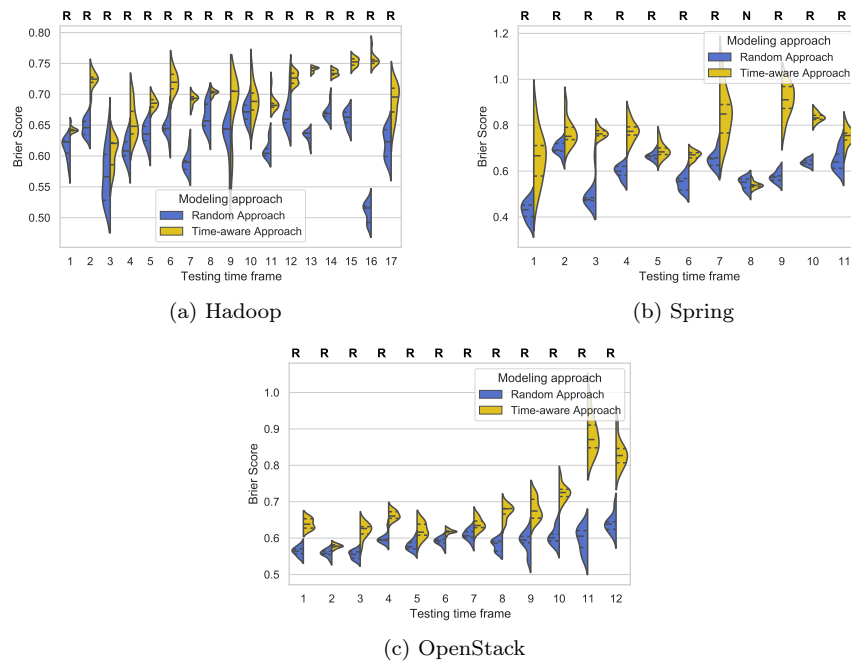 R R R R R R R R R R R R R R R R R
0.80
0.75
0.70
0.65
0.60
0.55
0.50
Brier Score
Modeling approach
Random Approach
Time-aware Approach
1 2 3 4 5 6 7 8 9 10 11 12 13 14 15 16 17
Testing time frame
(a) Hadoop
R R R R R R R N R R R
1.2
1.0
0.8
0.6
0.4
Brier Score
Modeling approach
Random Approach
Time-aware Approach
1 2 3 4 5 6 7 8 9 10 11
Testing time frame
(b) Spring
R R R R R R R R R R R R
1.0
0.9
0.8
0.7
0.6
0.5
Brier Score
Modeling approach
Random Approach
Time-aware Approach
1 2 3 4 5 6 7 8 9 10 11 12
Testing time frame
(c) OpenStack